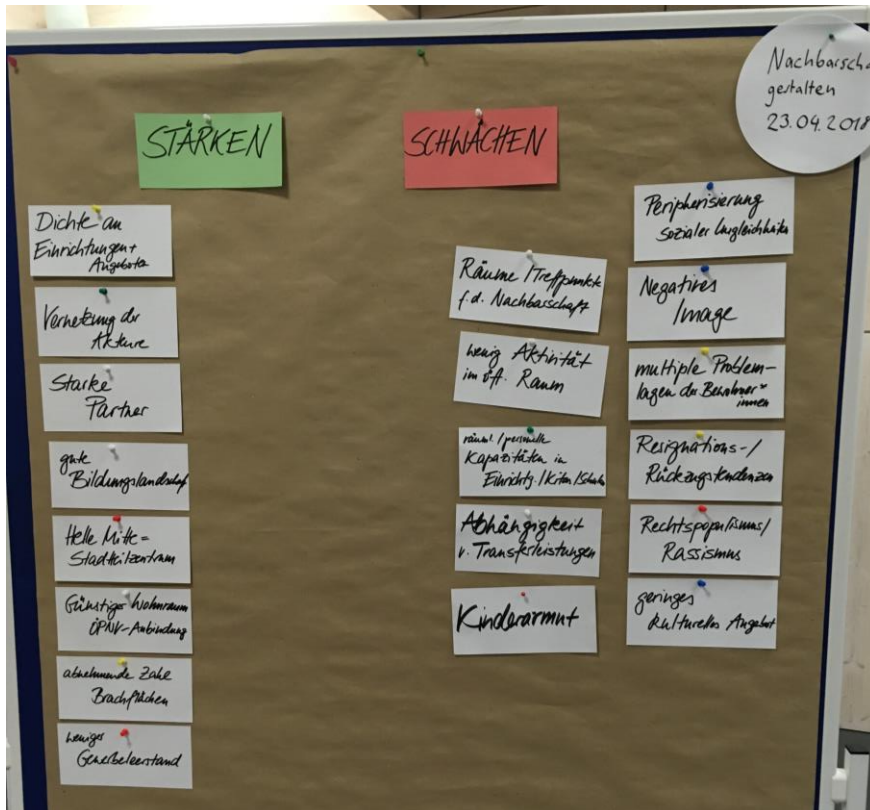 Nachbarscha
gestalten
23.04.2018
STÄRKEN
Dichte an
Einrichtungen +
Angebote
Vernetzung der
Akteure
Starke
Partner
gute
Bildungslandschaft
Helle Mitte =
Stadtteilzentrum
Günstiger Wohnraum
ÖPNV-Anbindung
abnehmende Zahl
Brachflächen
weniger
Gewerbeleerstand
SCHWÄCHEN
Räume / Treffpunkte
f. d. Nachbarschaft
wenig Aktivität
im öff. Raum
räuml. / personelle
Kapazitäten in
Einrichtg. / Kitas / Schulen
Abhängigkeit
v. Transferleistungen
Kinderarmut
Peripherisierung
sozialer Ungleichheiten
Negatives
Image
multiple Problem-
lagen der Bewohner*
innen
Resignations- /
Rückzugstendenzen
Rechtspopulismus /
Rassismus
geringes
kulturelles Angebot